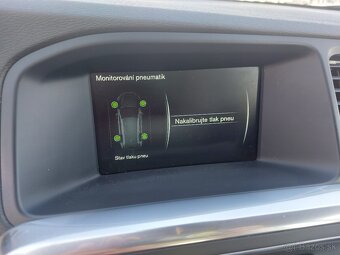 Monitorování pneumatik
Nakalibrujte tlak pneu
Stav tlaku pneu